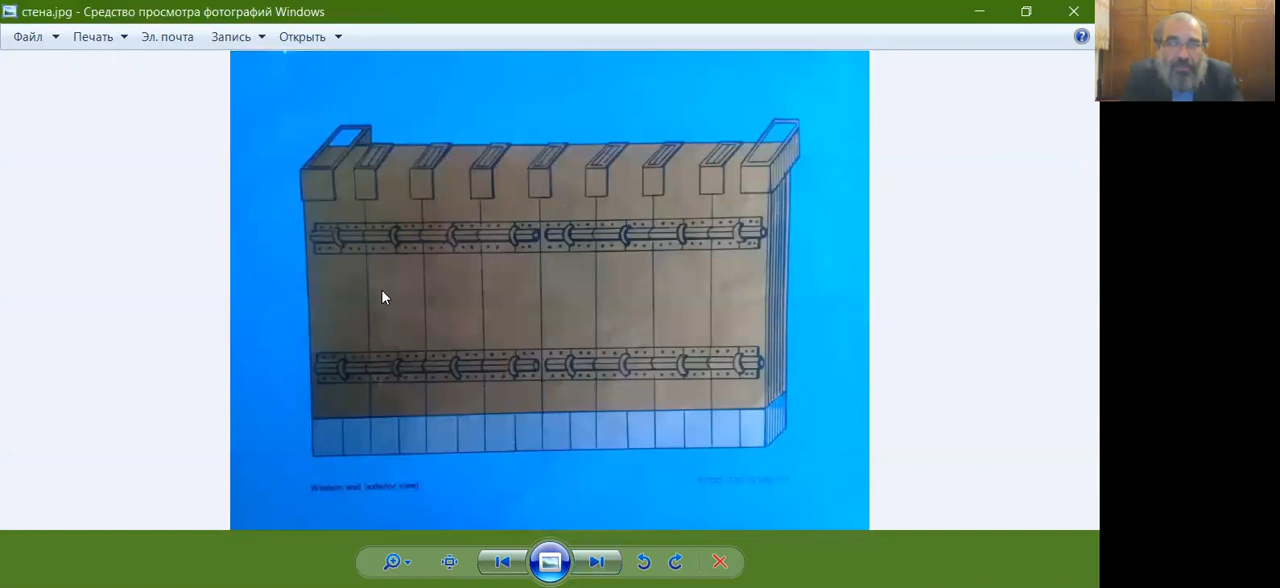 стена.jpg - Средство просмотра фотографий Windows
Файл Печать Эл. почта Запись Открыть
Western wall (exterior view)